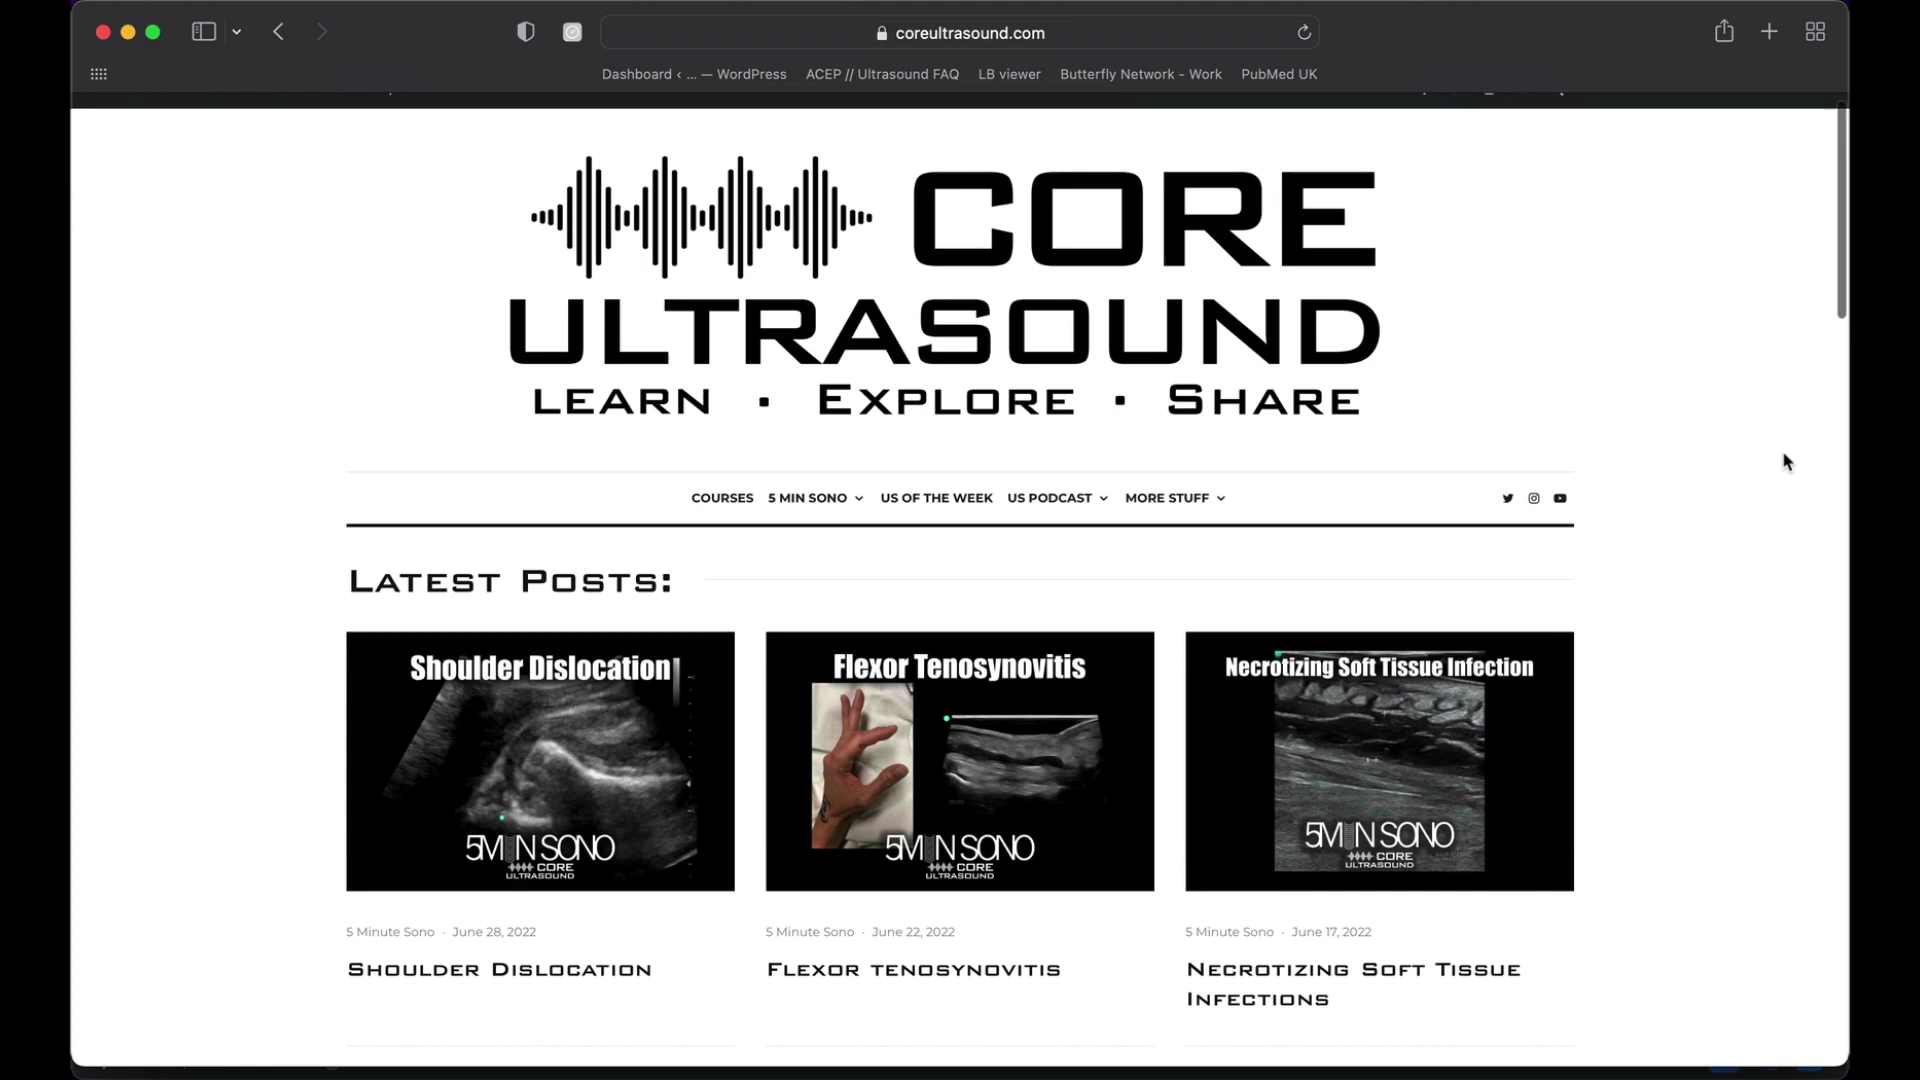 coreultrasound.com
Dashboard ‹ ... — WordPress ACEP // Ultrasound FAQ LB viewer Butterfly Network - Work PubMed UK
CORE
ULTRASOUND
LEARN · EXPLORE · SHARE
COURSES 5 MIN SONO US OF THE WEEK US PODCAST MORE STUFF
LATEST POSTS:
Shoulder Dislocation
5MIN SONO
CORE
ULTRASOUND
Flexor Tenosynovitis
5MIN SONO
CORE
ULTRASOUND
Necrotizing Soft Tissue Infection
5MIN SONO
CORE
ULTRASOUND
5 Minute Sono · June 28, 2022
SHOULDER DISLOCATION
5 Minute Sono · June 22, 2022
FLEXOR TENOSYNOVITIS
5 Minute Sono · June 17, 2022
NECROTIZING SOFT TISSUE
INFECTIONS